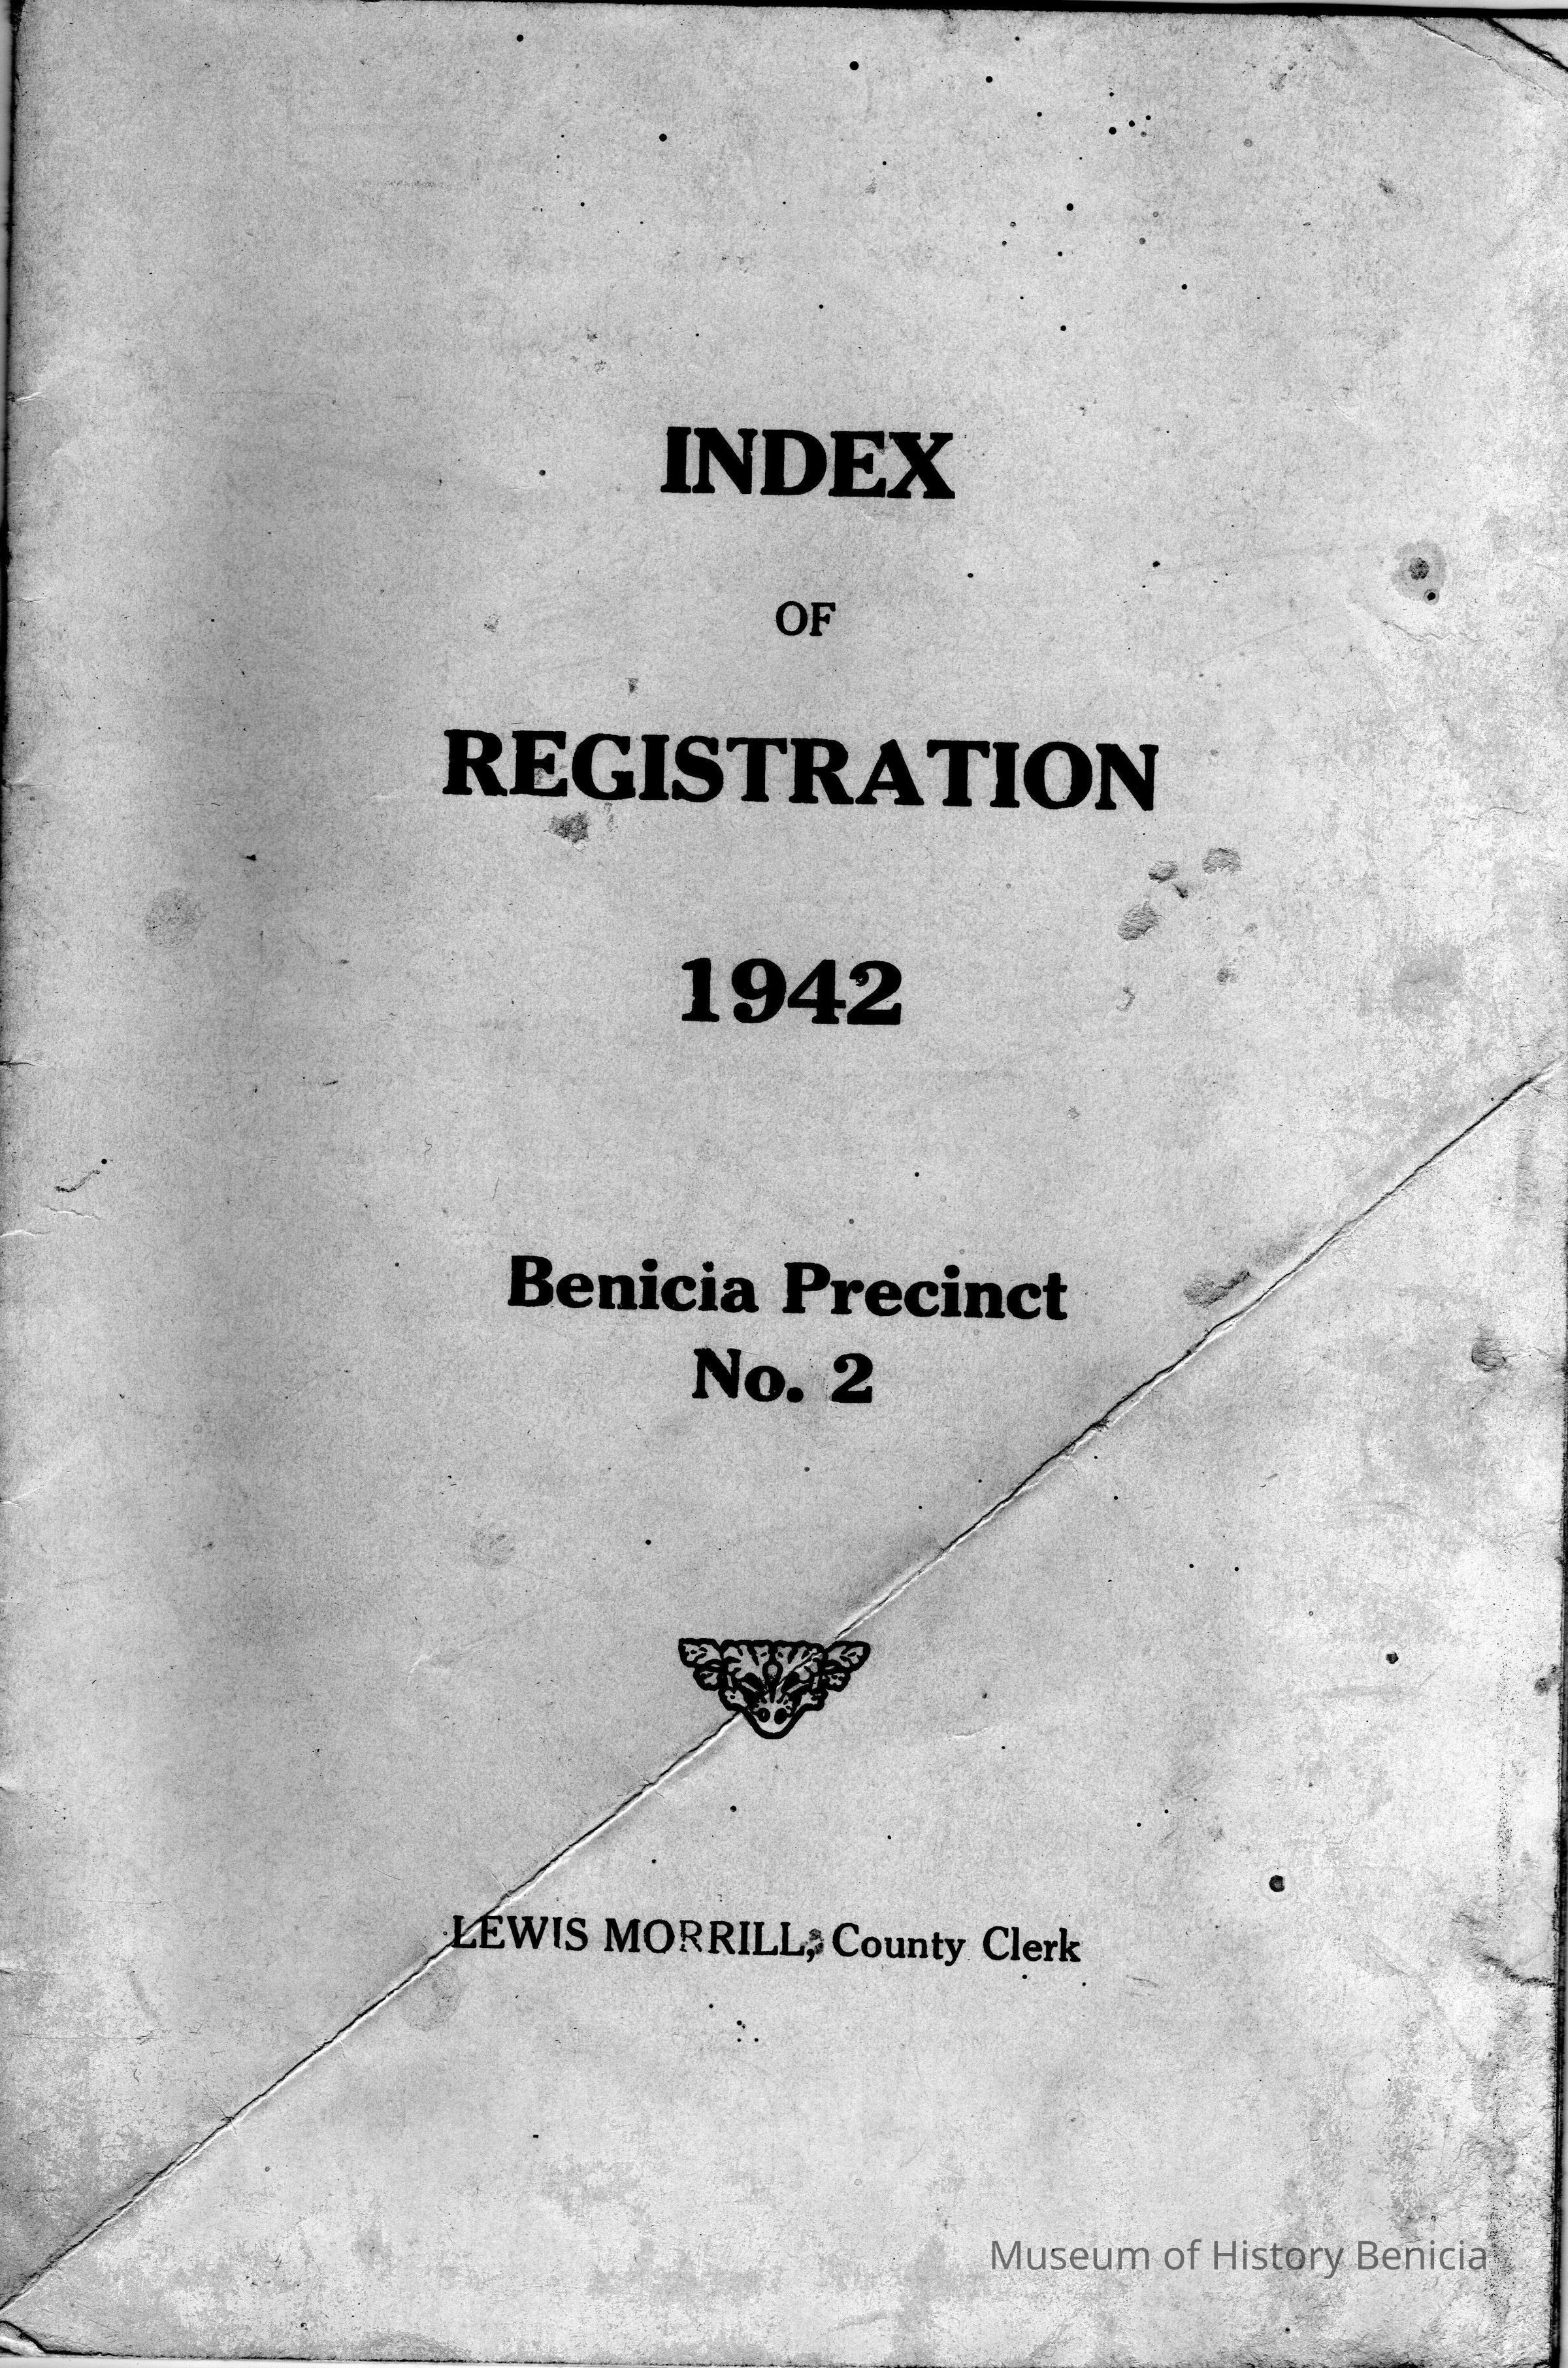 INDEX
OF
REGISTRATION
1942
Benicia Precinct
No. 2
LEWIS MORRILL, County Clerk
Museum of History Benicia